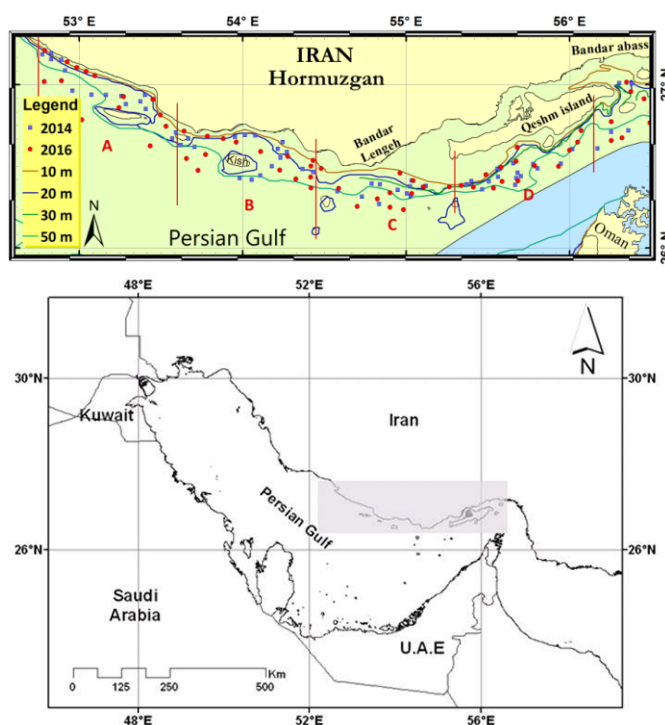 53° E 54° E 55° E 56° E
IRAN
Hormuzgan
Bandar abass
27° N
Legend
2014
2016
10 m
20 m
30 m
50 m
A
N
Kish
Bandar
Lengeh
Qeshm island
B
C
D
Persian Gulf
Oman
26° N
48°E 52°E 56°E
30°N
30°N
N
Kuwait
Iran
Persian Gulf
26°N
26°N
Saudi
Arabia
U.A.E
Km
0 125 250 500
48°E 52°E 56°E